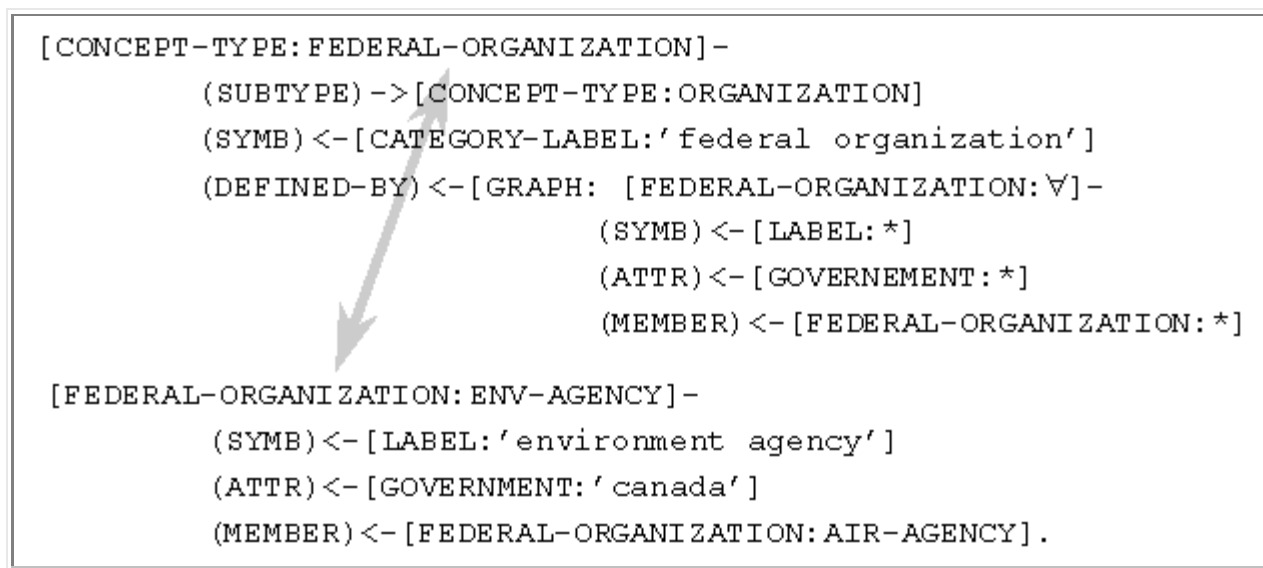 [CONCEPT-TYPE:FEDERAL-ORGANIZATION]-
(SUBTYPE)->[CONCEPT-TYPE:ORGANIZATION]
(SYMB)<-[CATEGORY-LABEL:'federal organization']
(DEFINED-BY)<-[GRAPH: [FEDERAL-ORGANIZATION:∀]-
(SYMB)<-[LABEL:*]
(ATTR)<-[GOVERNEMENT:*]
(MEMBER)<-[FEDERAL-ORGANIZATION:*]
[FEDERAL-ORGANIZATION:ENV-AGENCY]-
(SYMB)<-[LABEL:'environment agency']
(ATTR)<-[GOVERNMENT:'canada']
(MEMBER)<-[FEDERAL-ORGANIZATION:AIR-AGENCY].